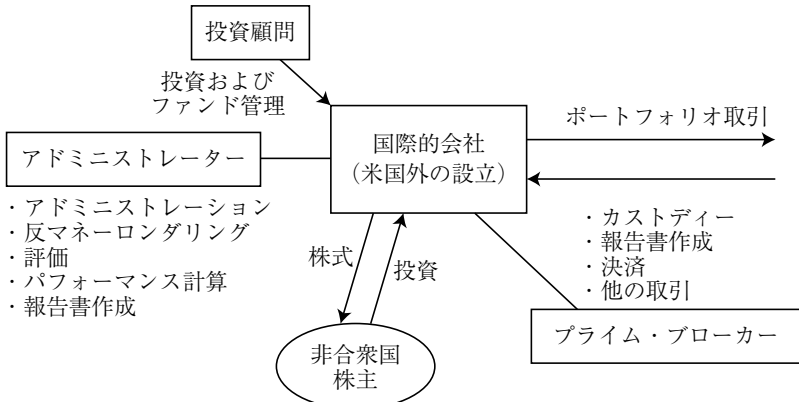 投資顧問
投資および
ファンド管理
国際的会社
（米国外の設立）
ポートフォリオ取引
アドミニストレーター
・アドミニストレーション
・反マネーロンダリング
・評価
・パフォーマンス計算
・報告書作成
株式
投資
・カストディー
・報告書作成
・決済
・他の取引
プライム・ブローカー
非合衆国
株主